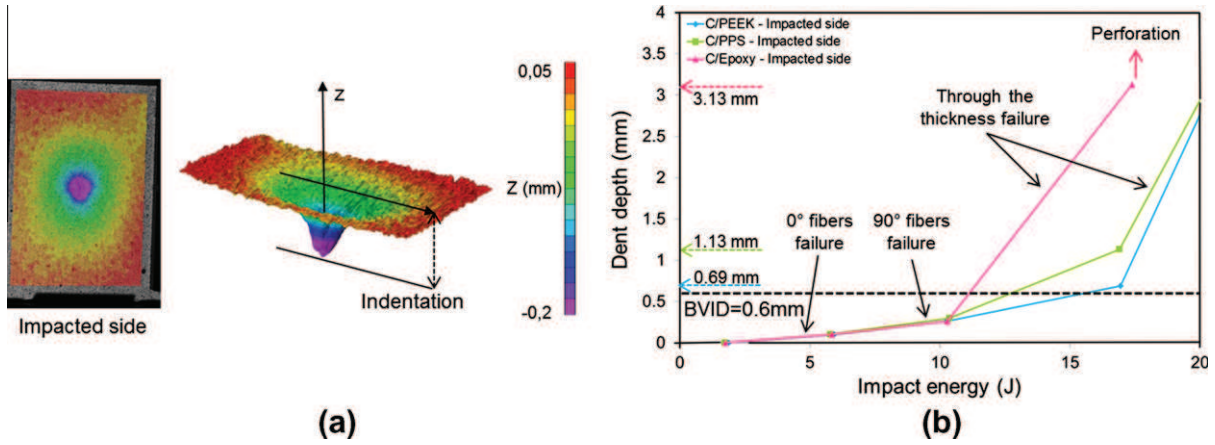 0,05
Z
Z (mm)
Indentation
-0,2
Impacted side
(a)
4
3.5
3
2.5
2
1.5
1
0.5
0
Dent depth (mm)
C/PEEK - Impacted side
C/PPS - Impacted side
C/Epoxy - Impacted side
Perforation
3.13 mm
Through the
thickness failure
0° fibers
failure
90° fibers
failure
1.13 mm
0.69 mm
BVID=0.6mm
0 5 10 15 20
Impact energy (J)
(b)